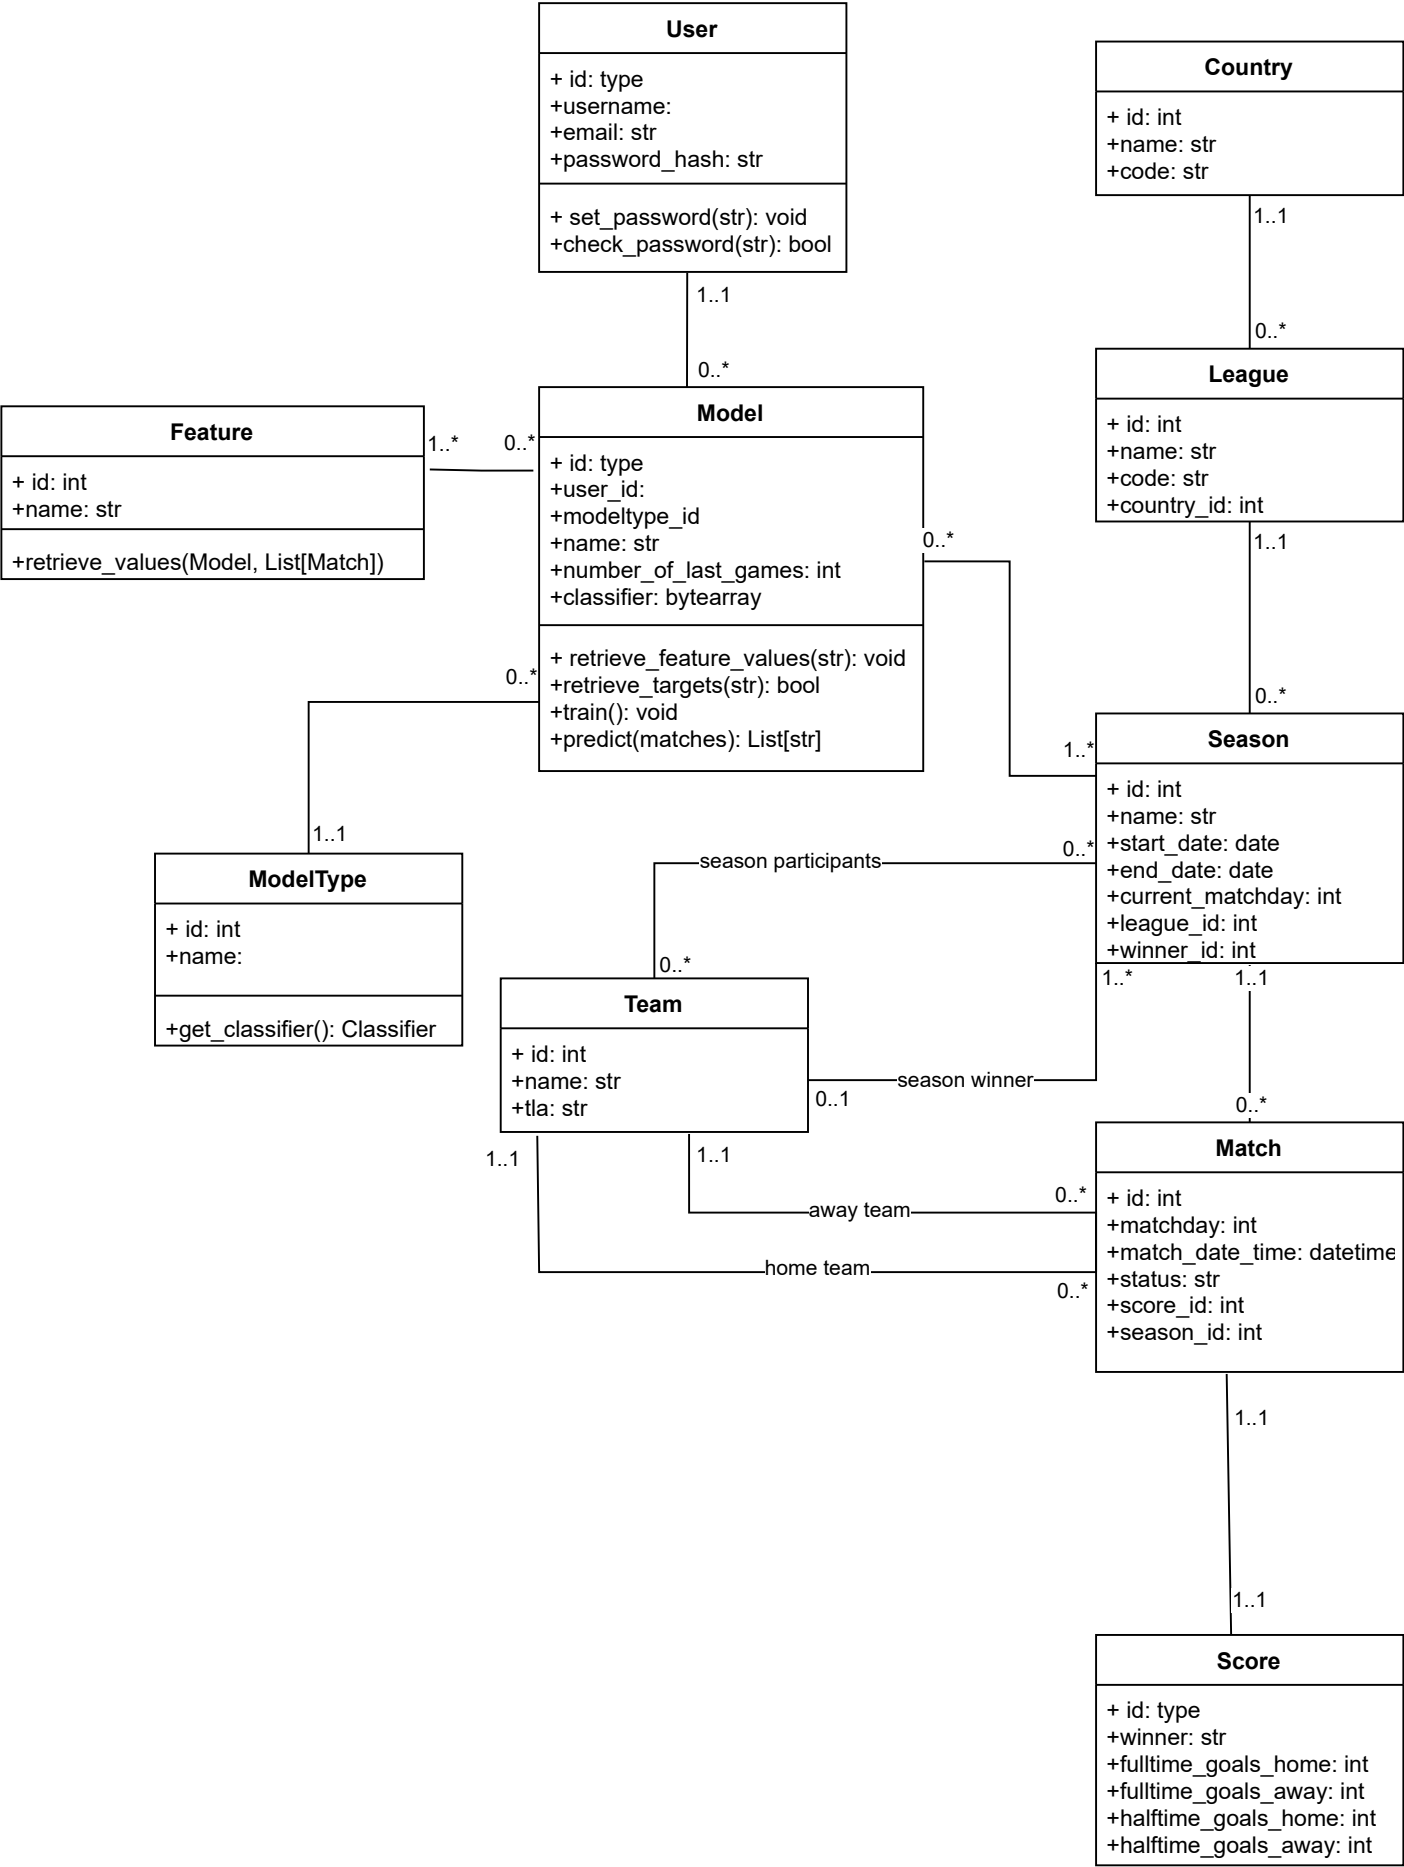 User
+ id: type
+username:
+email: str
+password_hash: str
+ set_password(str): void
+check_password(str): bool
1..1
0..*
Country
+ id: int
+name: str
+code: str
1..1
0..*
League
+ id: int
+name: str
+code: str
+country_id: int
1..1
0..*
Feature
+ id: int
+name: str
+retrieve_values(Model, List[Match])
1..*
0..*
Model
+ id: type
+user_id:
+modeltype_id
+name: str
+number_of_last_games: int
+classifier: bytearray
+ retrieve_feature_values(str): void
+retrieve_targets(str): bool
+train(): void
+predict(matches): List[str]
0..*
1..*
0..*
1..1
ModelType
+ id: int
+name:
+get_classifier(): Classifier
Season
+ id: int
+name: str
+start_date: date
+end_date: date
+current_matchday: int
+league_id: int
+winner_id: int
season participants
0..*
0..*
1..*
1..1
Team
+ id: int
+name: str
+tla: str
season winner
0..1
0..*
1..1
1..1
away team
0..*
home team
0..*
Match
+ id: int
+matchday: int
+match_date_time: datetime
+status: str
+score_id: int
+season_id: int
1..1
1..1
Score
+ id: type
+winner: str
+fulltime_goals_home: int
+fulltime_goals_away: int
+halftime_goals_home: int
+halftime_goals_away: int